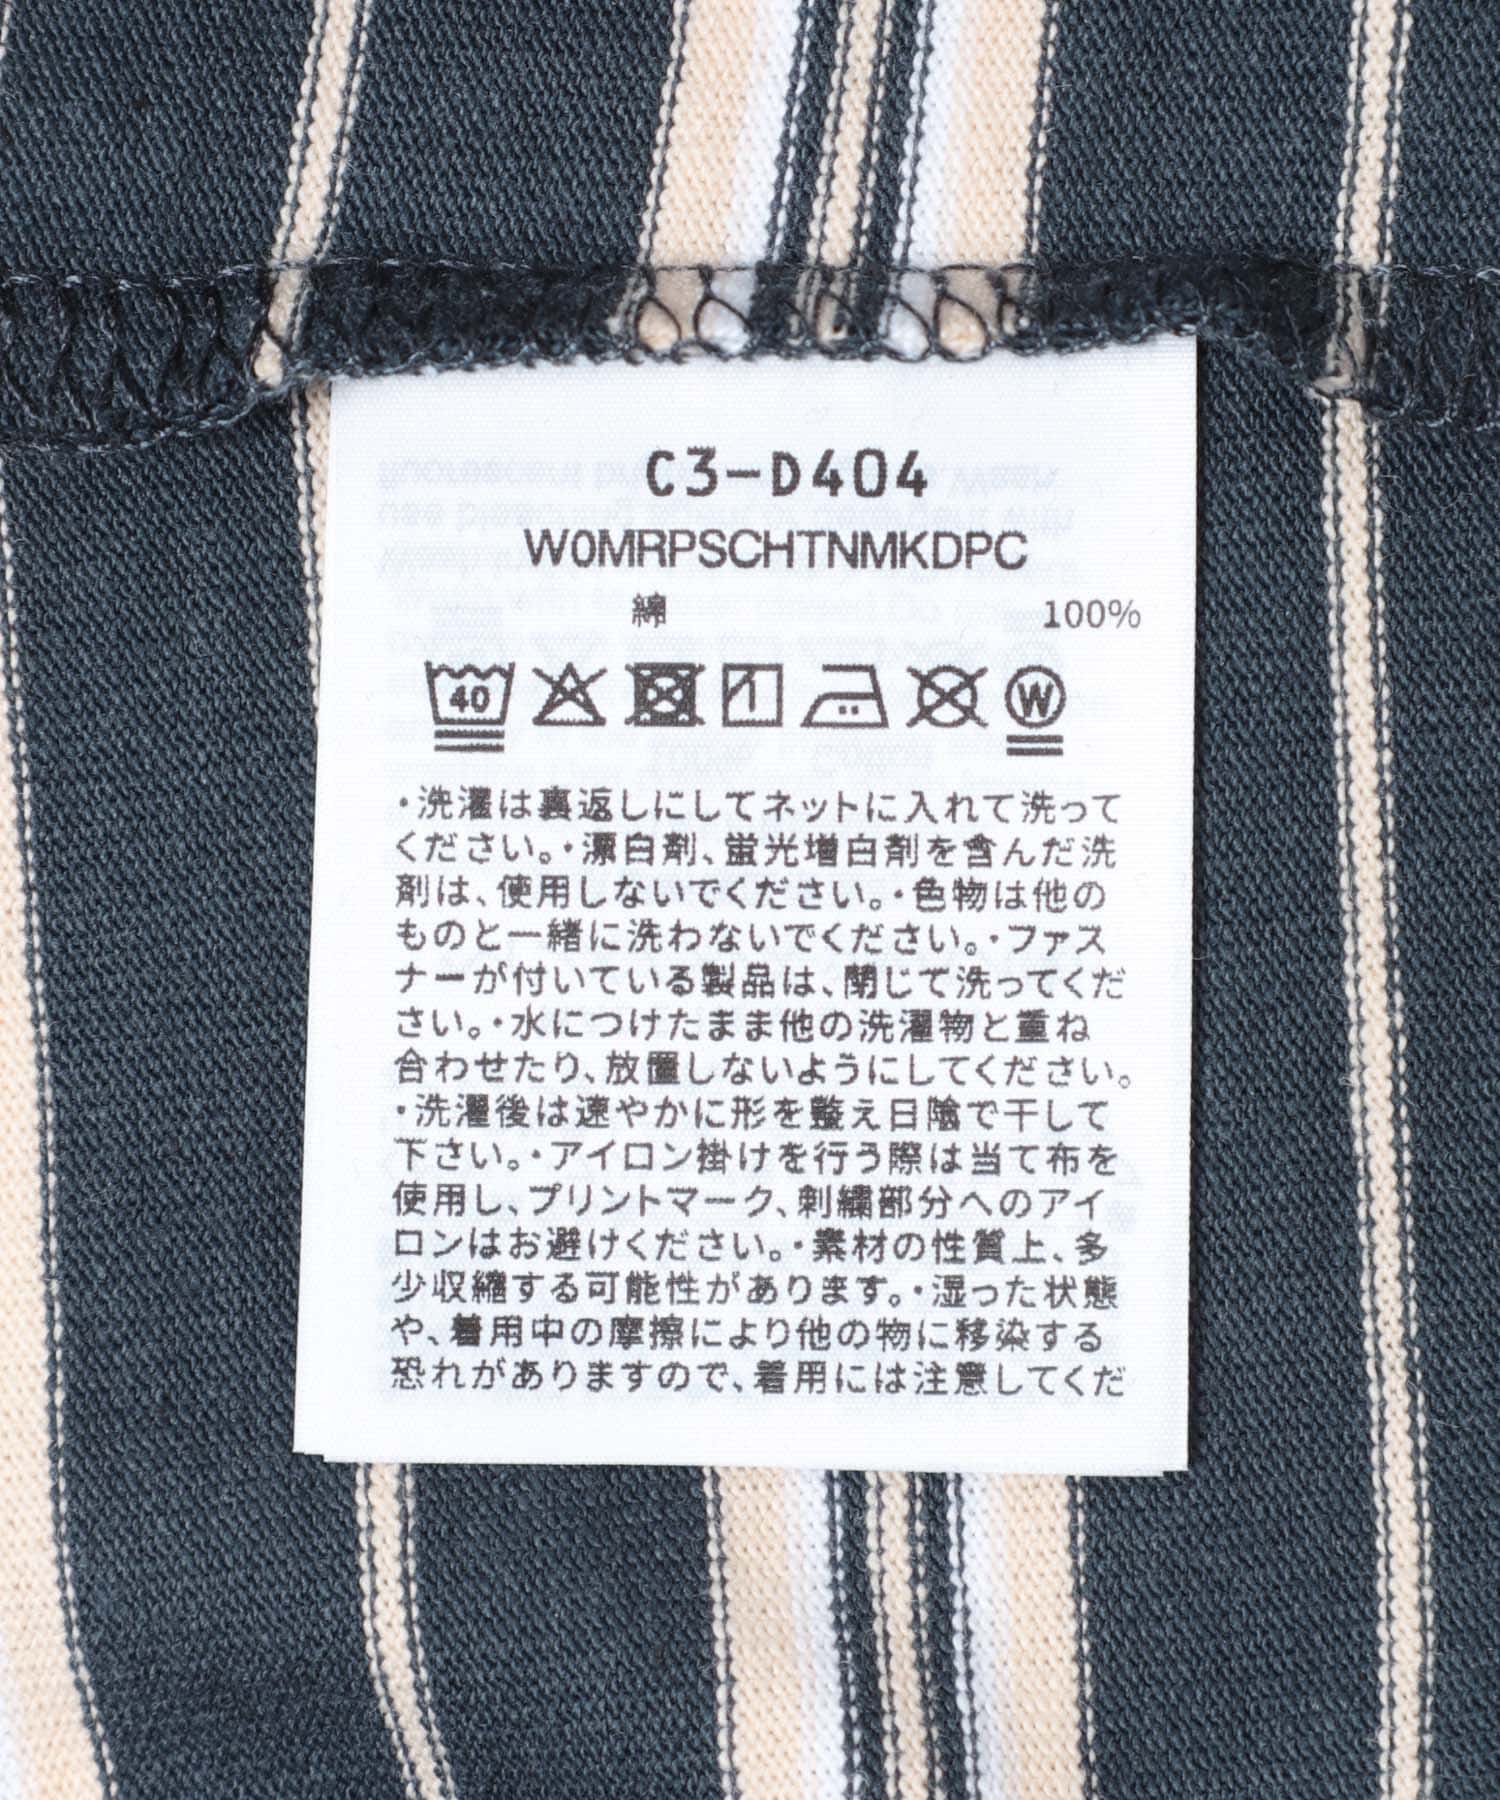 C3-D404
W0MRPSCHTNMKDPC
綿 100%
40 W
・洗濯は裏返しにしてネットに入れて洗って
ください。・漂白剤、蛍光増白剤を含んだ洗
剤は、使用しないでください。・色物は他の
ものと一緒に洗わないでください。・ファス
ナーが付いている製品は、閉じて洗ってくだ
さい。・水につけたまま他の洗濯物と重ね
合わせたり、放置しないようにしてください。
・洗濯後は速やかに形を整え日陰で干して
下さい。・アイロン掛けを行う際は当て布を
使用し、プリントマーク、刺繍部分へのアイ
ロンはお避けください。・素材の性質上、多
少収縮する可能性があります。・湿った状態
や、着用中の摩擦により他の物に移染する
恐れがありますので、着用には注意してくだ